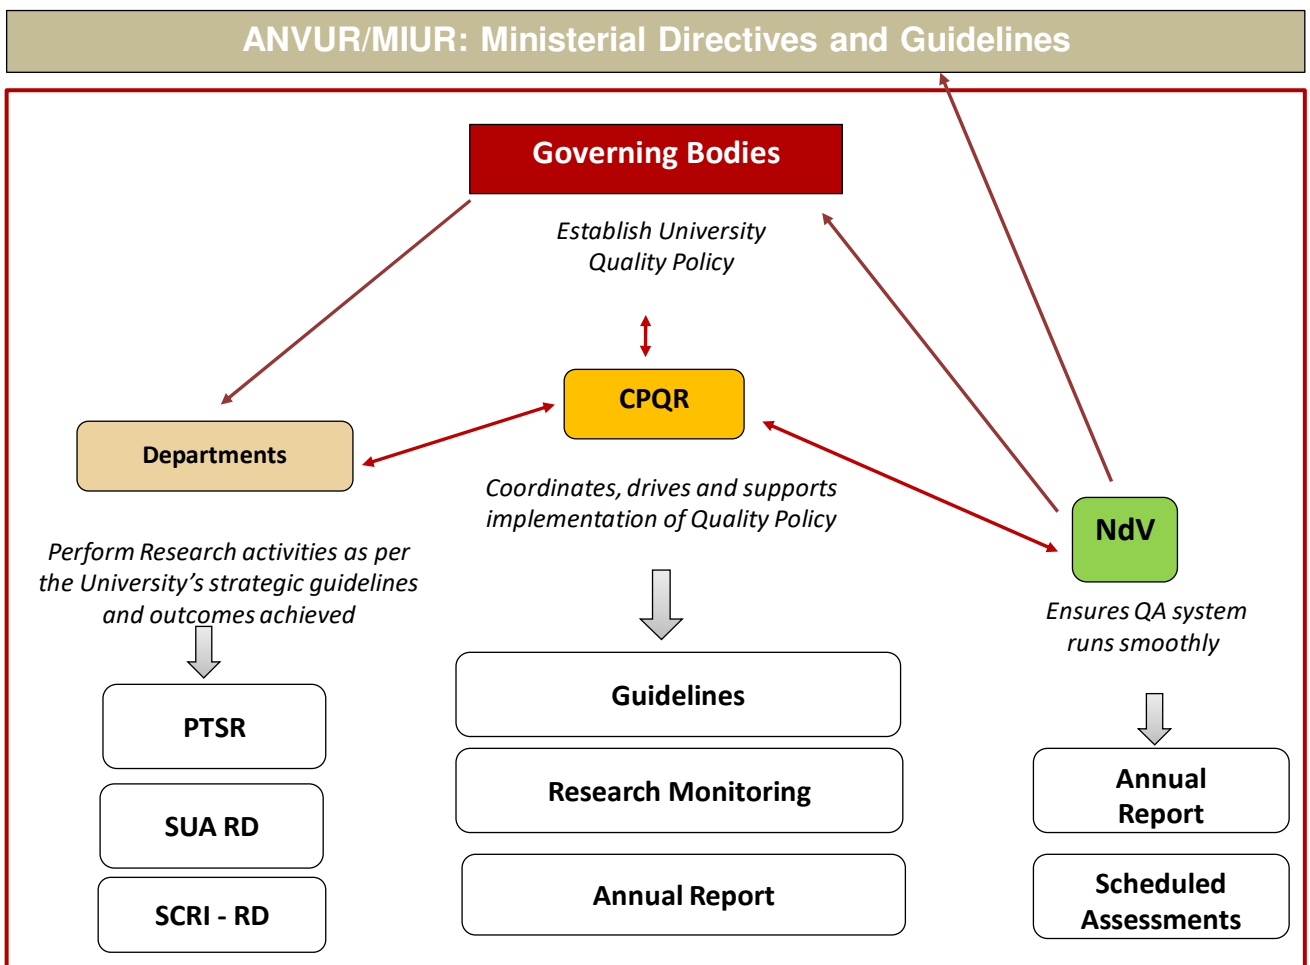 ANVUR/MIUR: Ministerial Directives and Guidelines
Governing Bodies
Establish University
Quality Policy
CPQR
Coordinates, drives and supports
implementation of Quality Policy
Departments
Perform Research activities as per
the University's strategic guidelines
and outcomes achieved
NdV
Ensures QA system
runs smoothly
PTSR
SUA RD
SCRI - RD
Guidelines
Research Monitoring
Annual Report
Annual
Report
Scheduled
Assessments